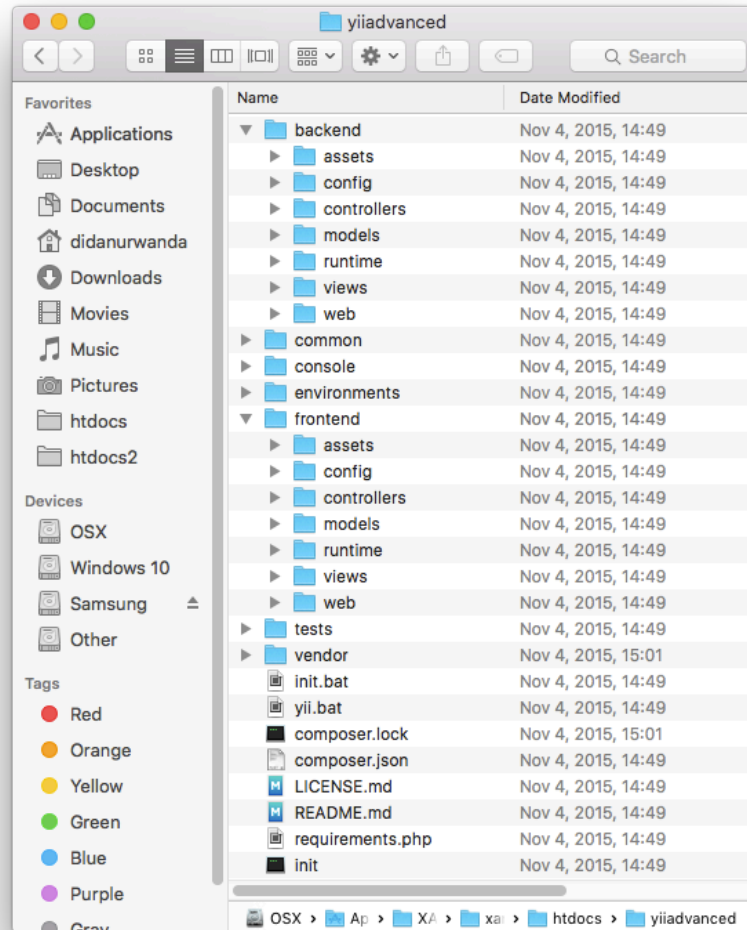 yiiadvanced
Search
Favorites
Applications
Desktop
Documents
didanurwanda
Downloads
Movies
Music
Pictures
htdocs
htdocs2
Devices
OSX
Windows 10
Samsung
Other
Tags
Red
Orange
Yellow
Green
Blue
Purple
Gray
Name Date Modified
backend Nov 4, 2015, 14:49
assets Nov 4, 2015, 14:49
config Nov 4, 2015, 14:49
controllers Nov 4, 2015, 14:49
models Nov 4, 2015, 14:49
runtime Nov 4, 2015, 14:49
views Nov 4, 2015, 14:49
web Nov 4, 2015, 14:49
common Nov 4, 2015, 14:49
console Nov 4, 2015, 14:49
environments Nov 4, 2015, 14:49
frontend Nov 4, 2015, 14:49
assets Nov 4, 2015, 14:49
config Nov 4, 2015, 14:49
controllers Nov 4, 2015, 14:49
models Nov 4, 2015, 14:49
runtime Nov 4, 2015, 14:49
views Nov 4, 2015, 14:49
web Nov 4, 2015, 14:49
tests Nov 4, 2015, 14:49
vendor Nov 4, 2015, 15:01
init.bat Nov 4, 2015, 14:49
yii.bat Nov 4, 2015, 14:49
composer.lock Nov 4, 2015, 15:01
composer.json Nov 4, 2015, 14:49
LICENSE.md Nov 4, 2015, 14:49
README.md Nov 4, 2015, 14:49
requirements.php Nov 4, 2015, 14:49
init Nov 4, 2015, 14:49
OSX › Ap › XA › xa › htdocs › yiiadvanced